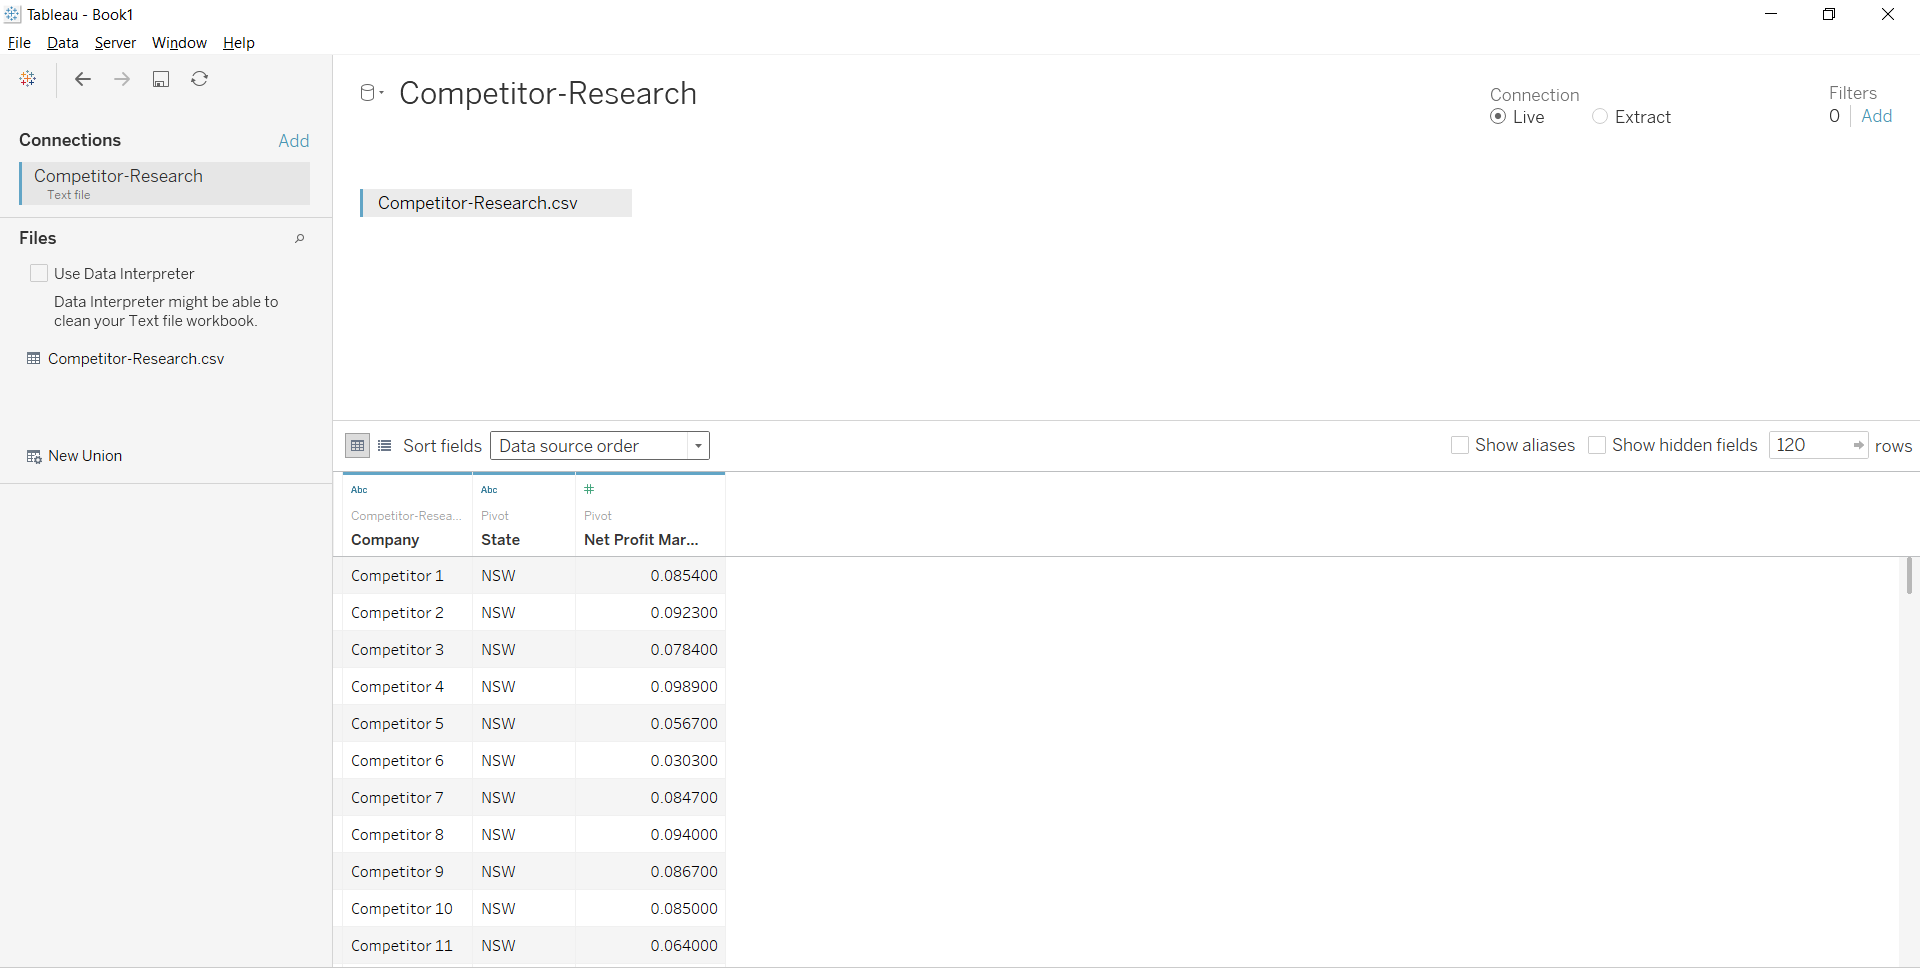 Tableau - Book1
File Data Server Window Help
Connections Add
Competitor-Research
Text file
Files
Use Data Interpreter
Data Interpreter might be able to
clean your Text file workbook.
Competitor-Research.csv
New Union
Competitor-Research
Connection
Live Extract
Filters
0 Add
Competitor-Research.csv
Sort fields Data source order Show aliases Show hidden fields 120 rows
Abc Abc #
Competitor-Resea... Pivot Pivot
Company State Net Profit Mar...
Competitor 1 NSW 0.085400
Competitor 2 NSW 0.092300
Competitor 3 NSW 0.078400
Competitor 4 NSW 0.098900
Competitor 5 NSW 0.056700
Competitor 6 NSW 0.030300
Competitor 7 NSW 0.084700
Competitor 8 NSW 0.094000
Competitor 9 NSW 0.086700
Competitor 10 NSW 0.085000
Competitor 11 NSW 0.064000